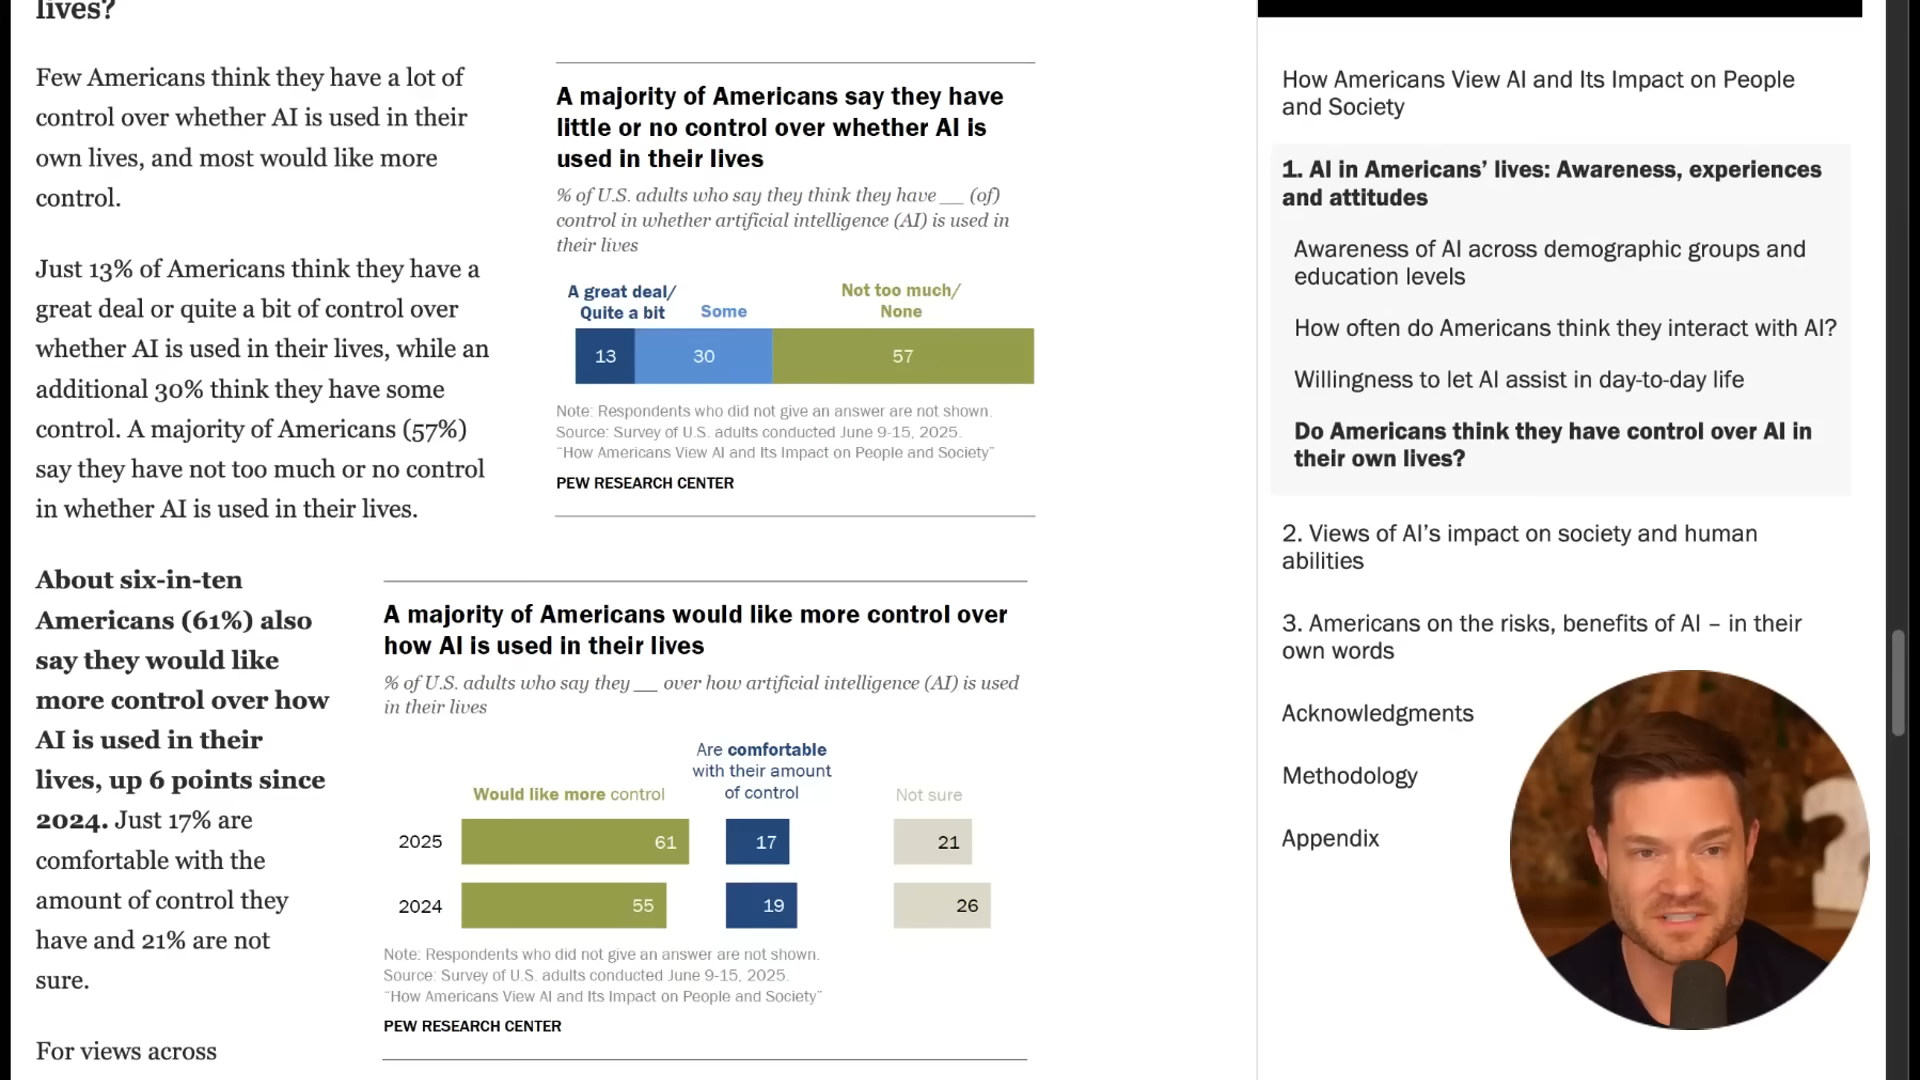 lives?
Few Americans think they have a lot of
control over whether AI is used in their
own lives, and most would like more
control.
Just 13% of Americans think they have a
great deal or quite a bit of control over
whether AI is used in their lives, while an
additional 30% think they have some
control. A majority of Americans (57%)
say they have not too much or no control
in whether AI is used in their lives.
A majority of Americans say they have
little or no control over whether AI is
used in their lives
% of U.S. adults who say they think they have __ (of)
control in whether artificial intelligence (AI) is used in
their lives
A great deal/
Quite a bit
Some
Not too much/
None
13 30 57
Note: Respondents who did not give an answer are not shown.
Source: Survey of U.S. adults conducted June 9-15, 2025.
“How Americans View AI and Its Impact on People and Society”
PEW RESEARCH CENTER
About six-in-ten
Americans (61%) also
say they would like
more control over how
AI is used in their
lives, up 6 points since
2024. Just 17% are
comfortable with the
amount of control they
have and 21% are not
sure.
For views across
A majority of Americans would like more control over
how AI is used in their lives
% of U.S. adults who say they __ over how artificial intelligence (AI) is used
in their lives
Would like more control
Are comfortable
with their amount
of control
Not sure
2025 61 17 21
2024 55 19 26
Note: Respondents who did not give an answer are not shown.
Source: Survey of U.S. adults conducted June 9-15, 2025.
“How Americans View AI and Its Impact on People and Society”
PEW RESEARCH CENTER
How Americans View AI and Its Impact on People
and Society
1. AI in Americans’ lives: Awareness, experiences
and attitudes
Awareness of AI across demographic groups and
education levels
How often do Americans think they interact with AI?
Willingness to let AI assist in day-to-day life
Do Americans think they have control over AI in
their own lives?
2. Views of AI’s impact on society and human
abilities
3. Americans on the risks, benefits of AI – in their
own words
Acknowledgments
Methodology
Appendix